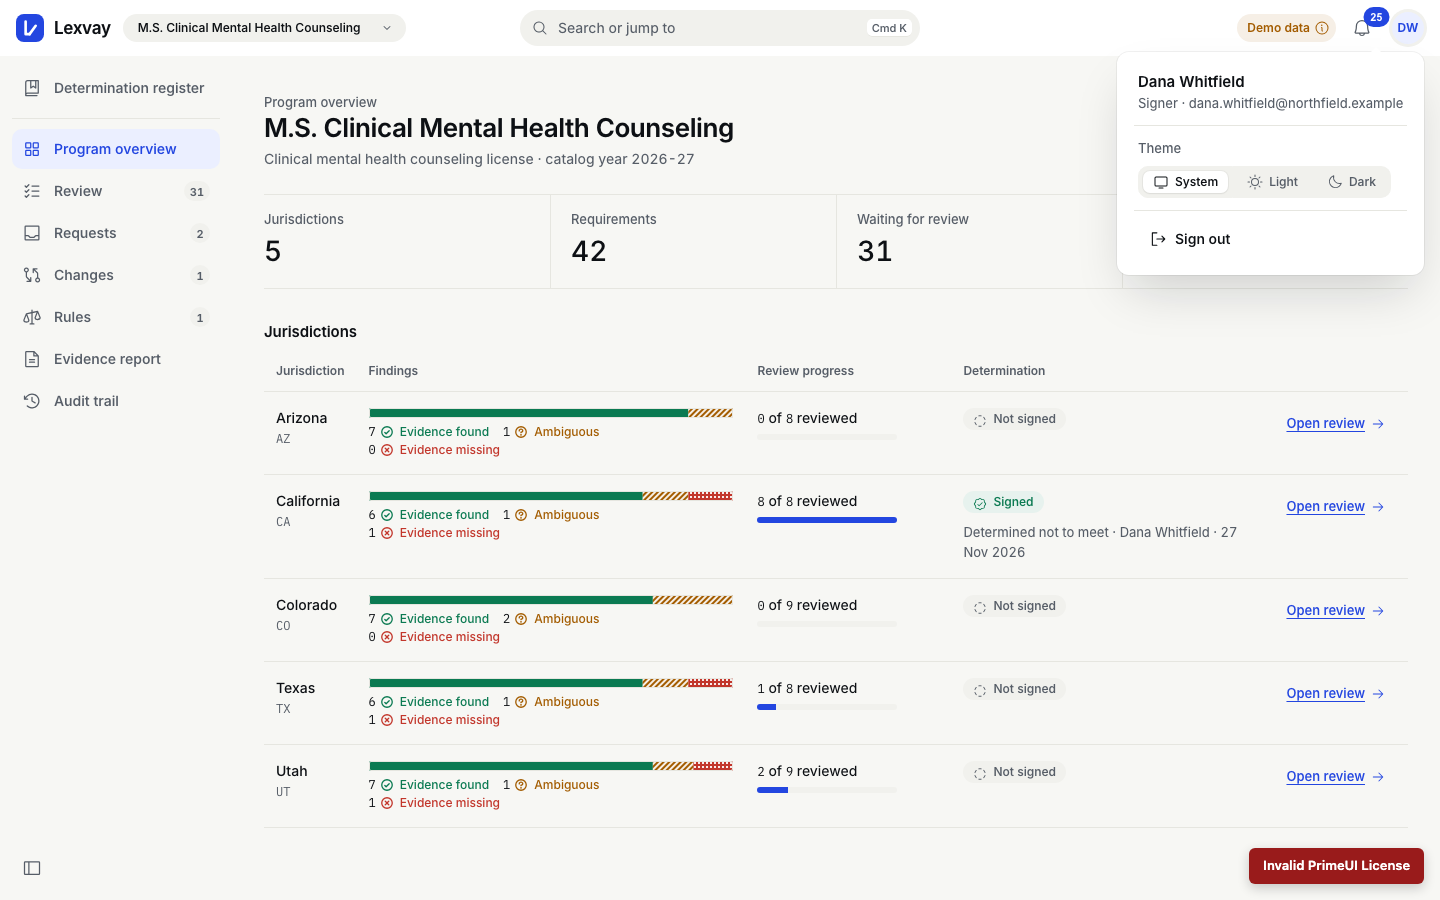 Lexvay
M.S. Clinical Mental Health Counseling
Search or jump to
Cmd K
Demo data
25
DW
Dana Whitfield
Signer · dana.whitfield@northfield.example
Theme
System
Light
Dark
Sign out
Determination register
Program overview
Review
31
Requests
2
Changes
1
Rules
1
Evidence report
Audit trail
Program overview
M.S. Clinical Mental Health Counseling
Clinical mental health counseling license · catalog year 2026-27
Jurisdictions
5
Requirements
42
Waiting for review
31
Jurisdictions
Jurisdiction Findings Review progress Determination
Arizona
AZ
7 Evidence found 1 Ambiguous
0 Evidence missing
0 of 8 reviewed
Not signed
Open review
California
CA
6 Evidence found 1 Ambiguous
1 Evidence missing
8 of 8 reviewed
Signed
Determined not to meet · Dana Whitfield · 27
Nov 2026
Open review
Colorado
CO
7 Evidence found 2 Ambiguous
0 Evidence missing
0 of 9 reviewed
Not signed
Open review
Texas
TX
6 Evidence found 1 Ambiguous
1 Evidence missing
1 of 8 reviewed
Not signed
Open review
Utah
UT
7 Evidence found 1 Ambiguous
1 Evidence missing
2 of 9 reviewed
Not signed
Open review
Invalid PrimeUI License